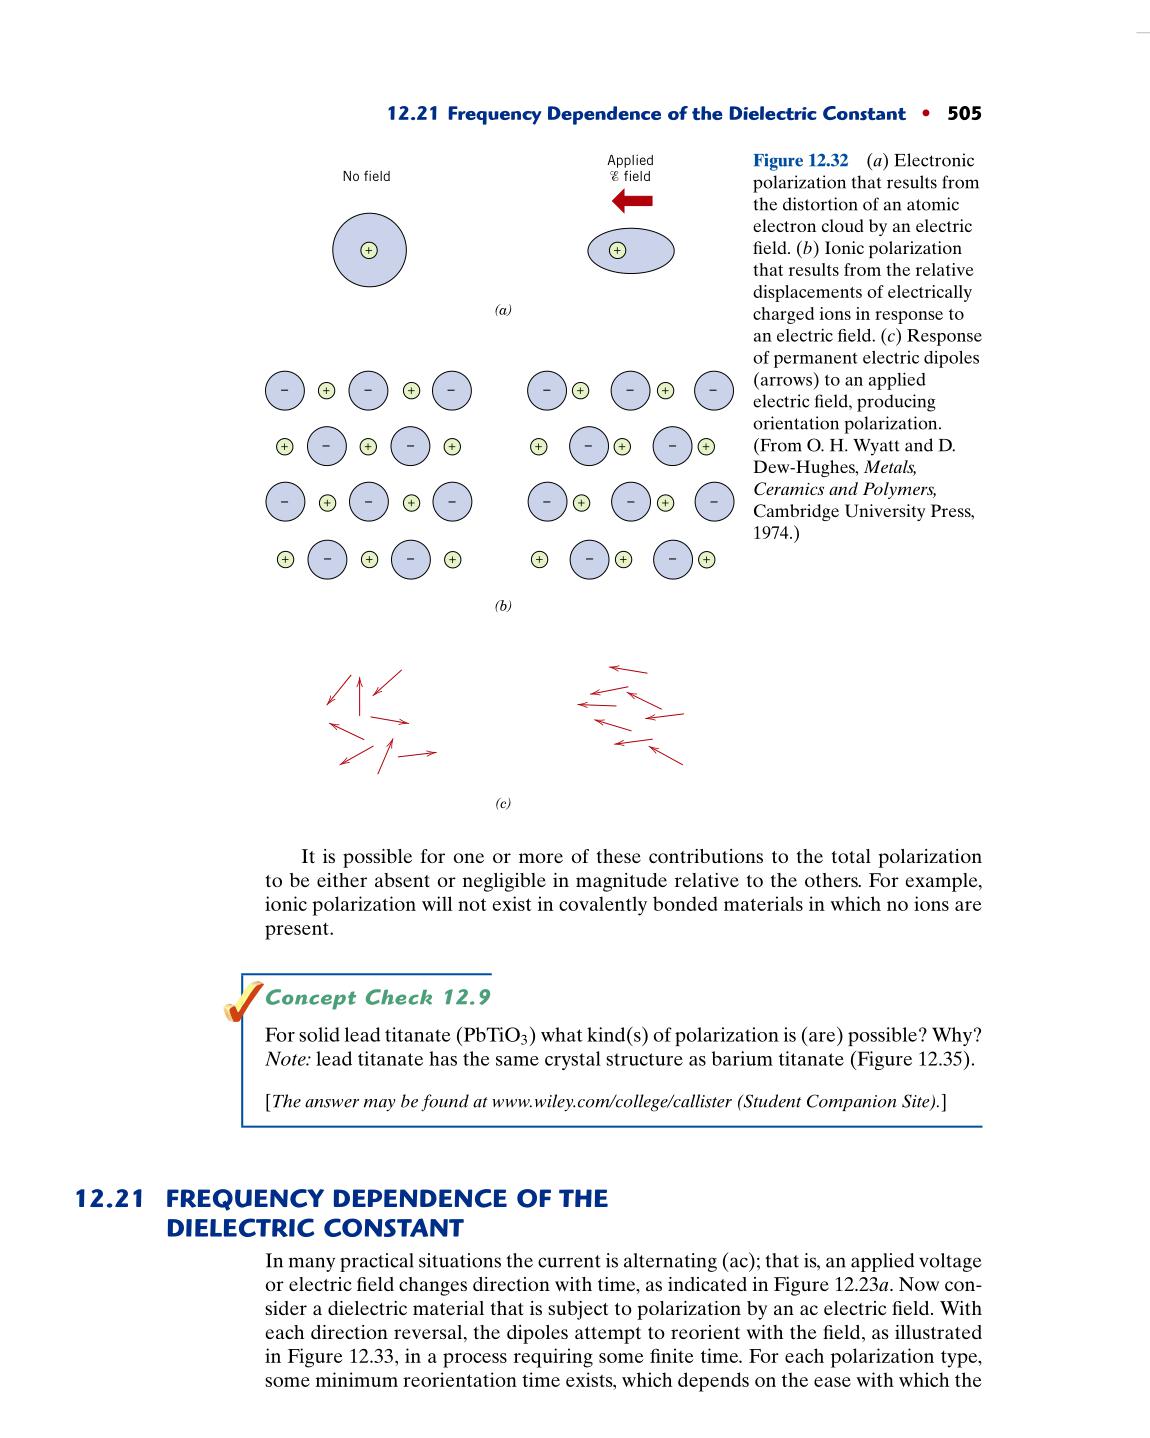 12.21 Frequency Dependence of the Dielectric Constant • 505
No field
Applied
ℰ field
+
+
(a)
Figure 12.32 (a) Electronic
polarization that results from
the distortion of an atomic
electron cloud by an electric
field. (b) Ionic polarization
that results from the relative
displacements of electrically
charged ions in response to
an electric field. (c) Response
of permanent electric dipoles
(arrows) to an applied
electric field, producing
orientation polarization.
(From O. H. Wyatt and D.
Dew-Hughes, Metals,
Ceramics and Polymers,
Cambridge University Press,
1974.)
− + − + − − + − + −
+ − + − + + − + − +
− + − + − − + − + −
+ − + − + + − + − +
(b)
(c)
It is possible for one or more of these contributions to the total polarization
to be either absent or negligible in magnitude relative to the others. For example,
ionic polarization will not exist in covalently bonded materials in which no ions are
present.
Concept Check 12.9
For solid lead titanate (PbTiO₃) what kind(s) of polarization is (are) possible? Why?
Note: lead titanate has the same crystal structure as barium titanate (Figure 12.35).
[The answer may be found at www.wiley.com/college/callister (Student Companion Site).]
12.21 FREQUENCY DEPENDENCE OF THE
DIELECTRIC CONSTANT
In many practical situations the current is alternating (ac); that is, an applied voltage
or electric field changes direction with time, as indicated in Figure 12.23a. Now con-
sider a dielectric material that is subject to polarization by an ac electric field. With
each direction reversal, the dipoles attempt to reorient with the field, as illustrated
in Figure 12.33, in a process requiring some finite time. For each polarization type,
some minimum reorientation time exists, which depends on the ease with which the